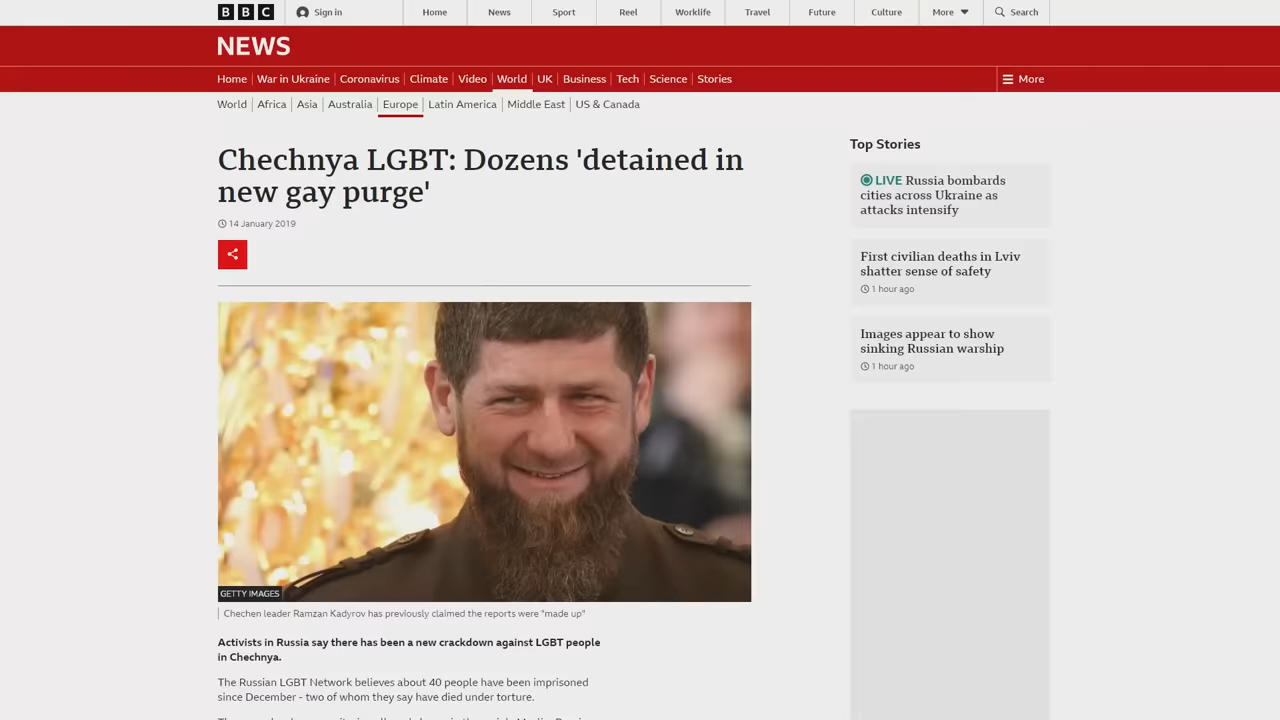 BBC Sign in Home News Sport Reel Worklife Travel Future Culture More Search
NEWS
Home War in Ukraine Coronavirus Climate Video World UK Business Tech Science Stories More
World Africa Asia Australia Europe Latin America Middle East US & Canada
Chechnya LGBT: Dozens 'detained in
new gay purge'
14 January 2019
GETTY IMAGES
Chechen leader Ramzan Kadyrov has previously claimed the reports were "made up"
Activists in Russia say there has been a new crackdown against LGBT people
in Chechnya.
The Russian LGBT Network believes about 40 people have been imprisoned
since December - two of whom they say have died under torture.
Top Stories
LIVE Russia bombards
cities across Ukraine as
attacks intensify
First civilian deaths in Lviv
shatter sense of safety
1 hour ago
Images appear to show
sinking Russian warship
1 hour ago